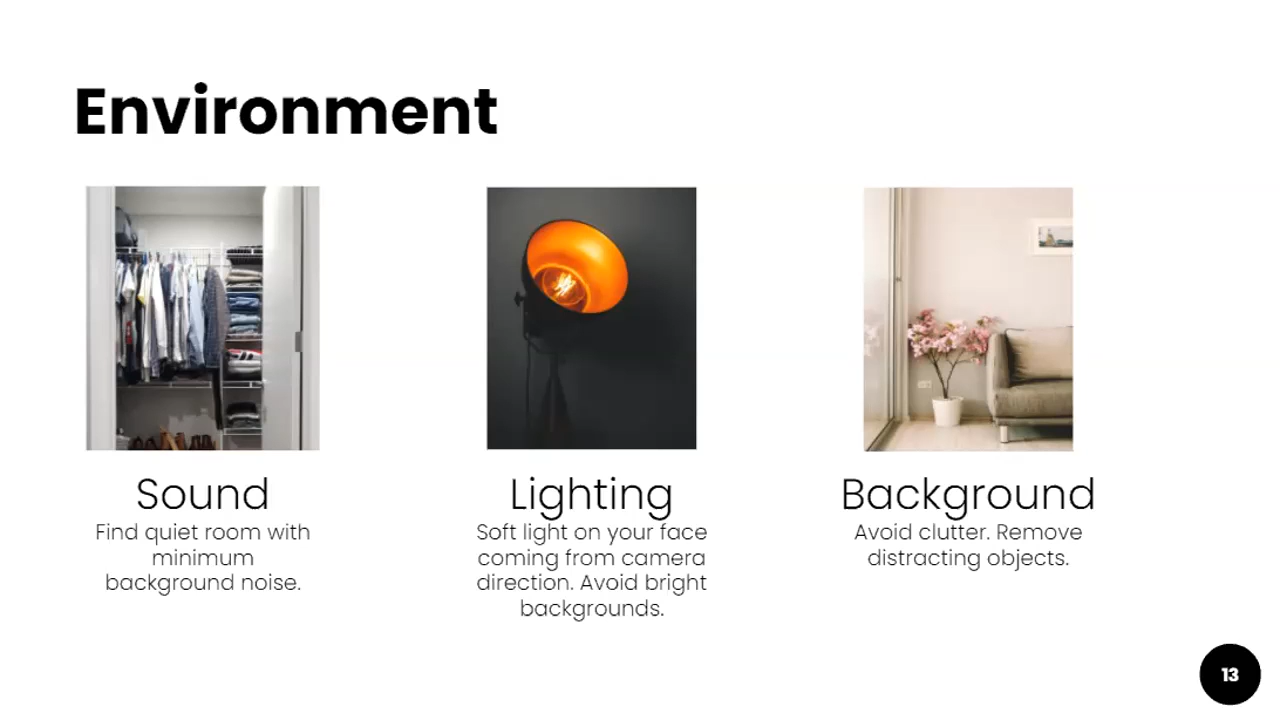 Environment
Sound
Find quiet room with
minimum
background noise.
Lighting
Soft light on your face
coming from camera
direction. Avoid bright
backgrounds.
Background
Avoid clutter. Remove
distracting objects.
13